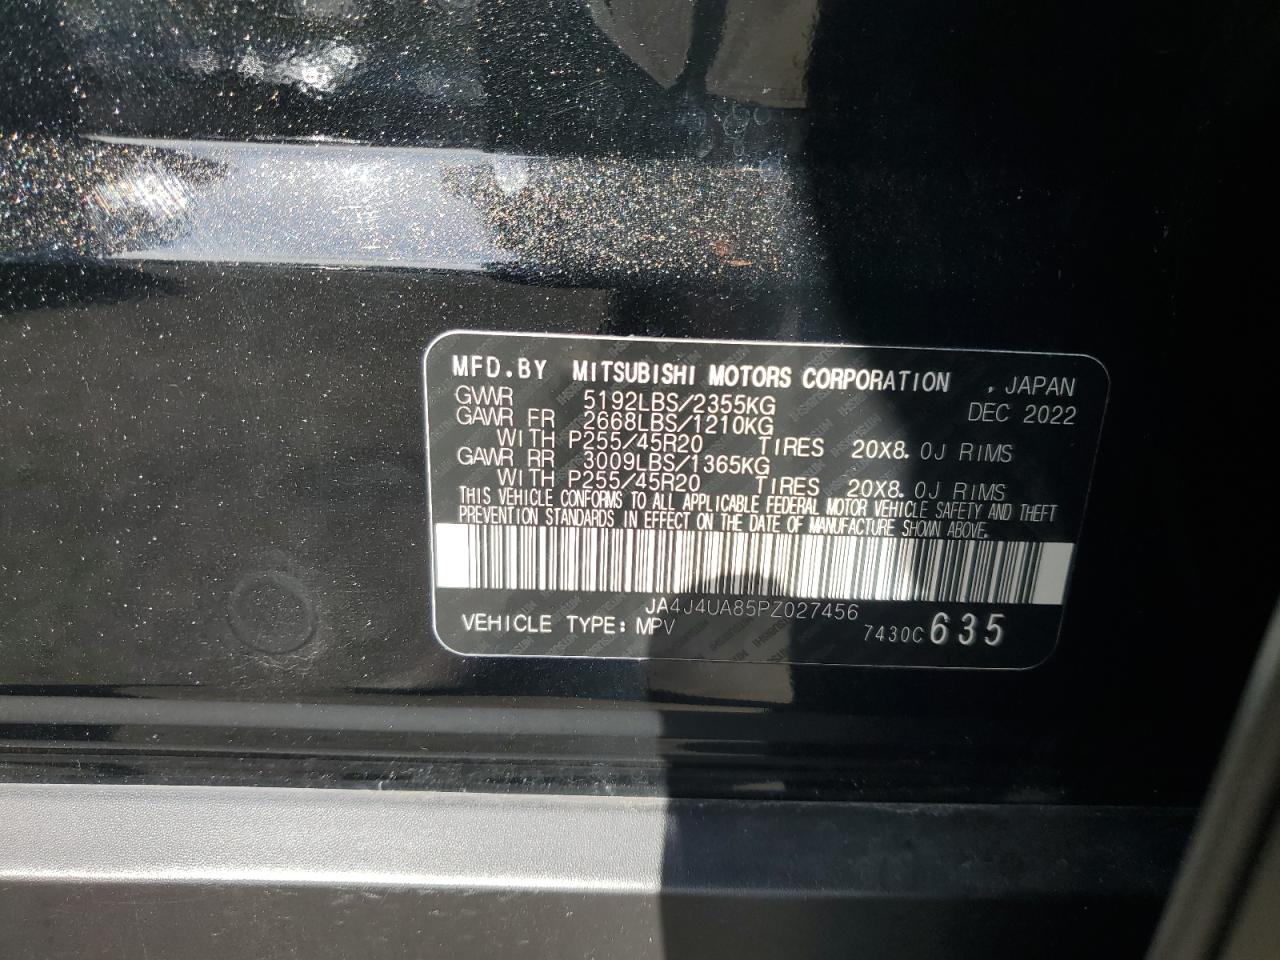 MFD.BY MITSUBISHI MOTORS CORPORATION , JAPAN
GVWR 5192LBS/2355KG DEC 2022
GAWR FR 2668LBS/1210KG
WITH P255/45R20 TIRES 20X8.0J RIMS
GAWR RR 3009LBS/1365KG
WITH P255/45R20 TIRES 20X8.0J RIMS
THIS VEHICLE CONFORMS TO ALL APPLICABLE FEDERAL MOTOR VEHICLE SAFETY AND THEFT
PREVENTION STANDARDS IN EFFECT ON THE DATE OF MANUFACTURE SHOWN ABOVE.
JA4J4UA85PZ027456
VEHICLE TYPE: MPV 7430C 635